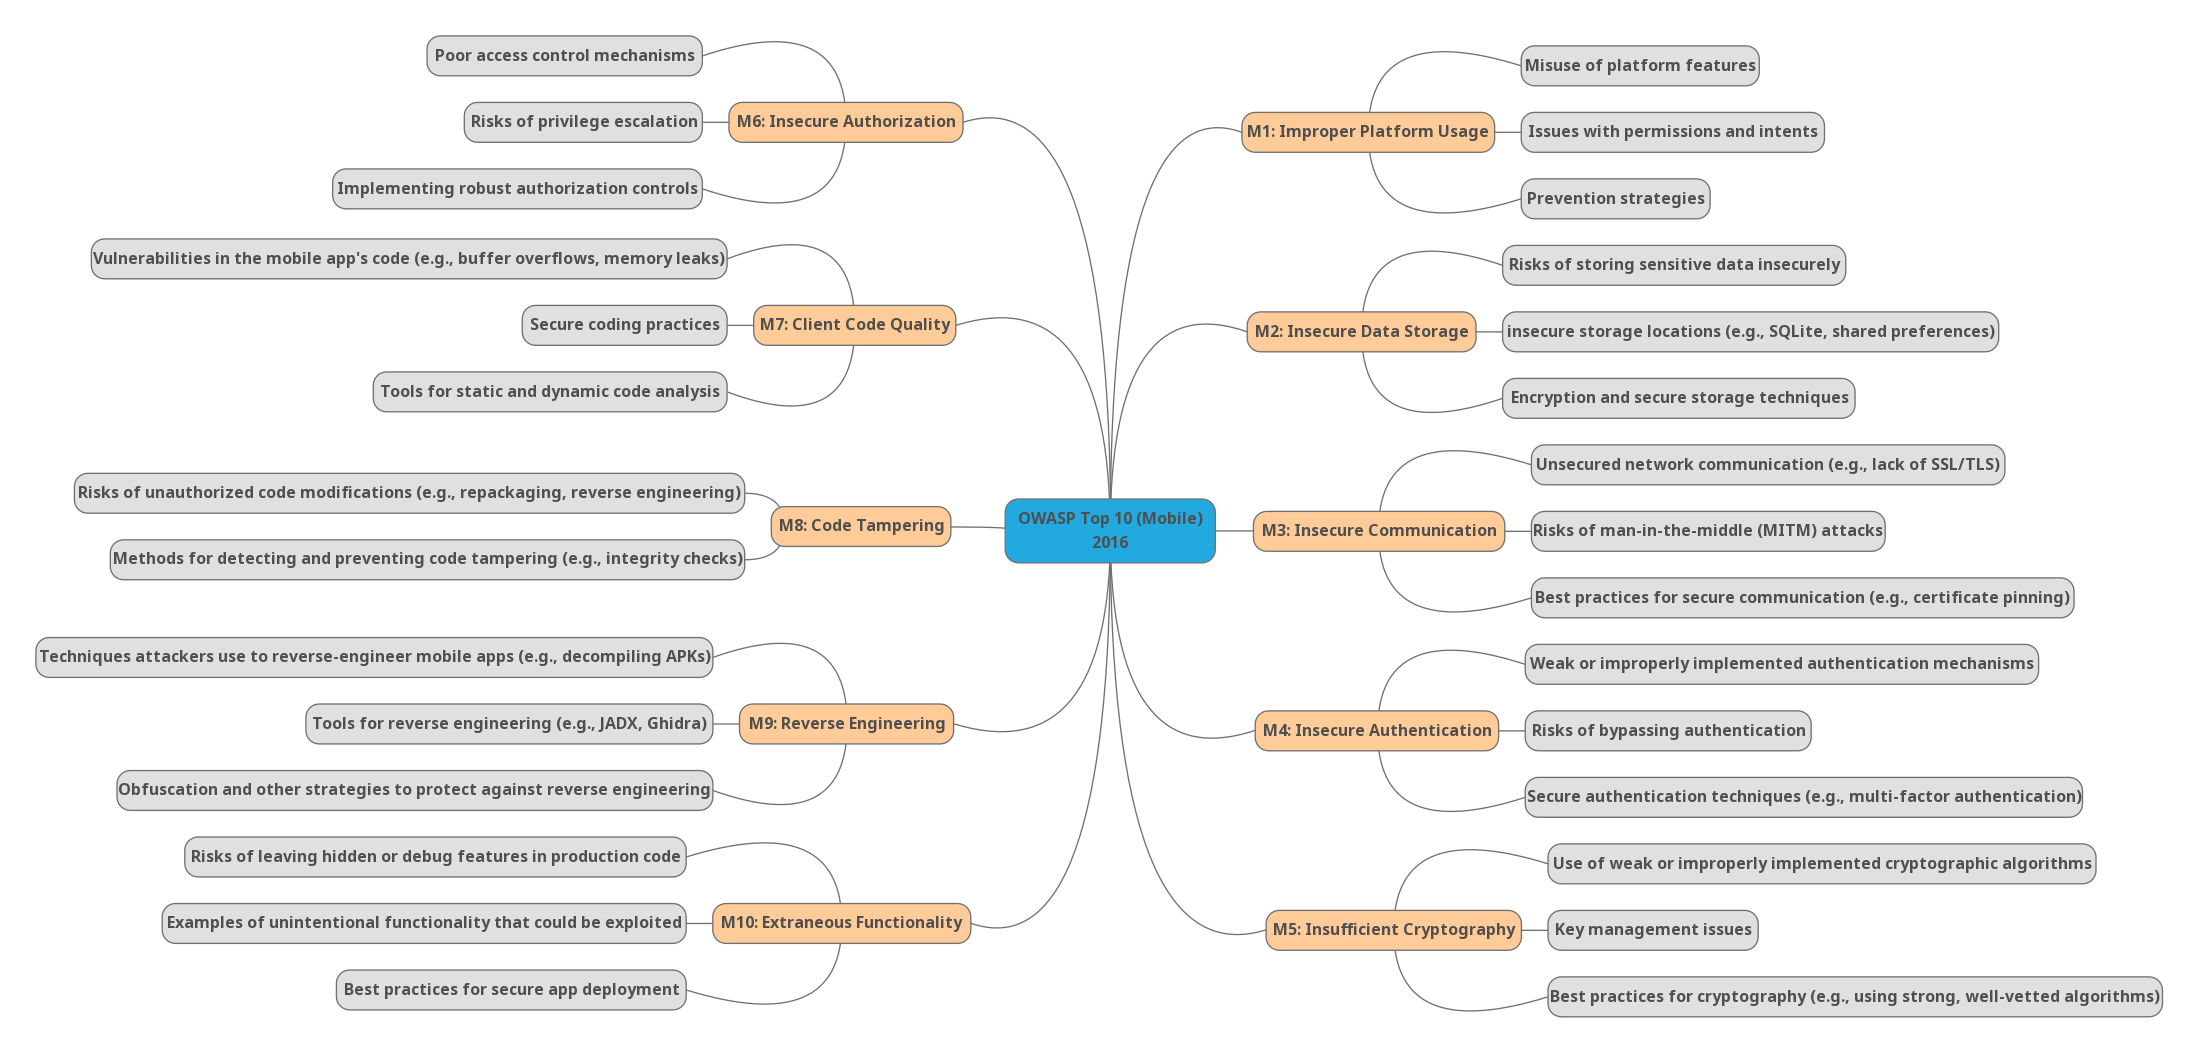 OWASP Top 10 (Mobile)
2016
M1: Improper Platform Usage
Misuse of platform features
Issues with permissions and intents
Prevention strategies
M2: Insecure Data Storage
Risks of storing sensitive data insecurely
insecure storage locations (e.g., SQLite, shared preferences)
Encryption and secure storage techniques
M3: Insecure Communication
Unsecured network communication (e.g., lack of SSL/TLS)
Risks of man-in-the-middle (MITM) attacks
Best practices for secure communication (e.g., certificate pinning)
M4: Insecure Authentication
Weak or improperly implemented authentication mechanisms
Risks of bypassing authentication
Secure authentication techniques (e.g., multi-factor authentication)
M5: Insufficient Cryptography
Use of weak or improperly implemented cryptographic algorithms
Key management issues
Best practices for cryptography (e.g., using strong, well-vetted algorithms)
M6: Insecure Authorization
Poor access control mechanisms
Risks of privilege escalation
Implementing robust authorization controls
M7: Client Code Quality
Vulnerabilities in the mobile app's code (e.g., buffer overflows, memory leaks)
Secure coding practices
Tools for static and dynamic code analysis
M8: Code Tampering
Risks of unauthorized code modifications (e.g., repackaging, reverse engineering)
Methods for detecting and preventing code tampering (e.g., integrity checks)
M9: Reverse Engineering
Techniques attackers use to reverse-engineer mobile apps (e.g., decompiling APKs)
Tools for reverse engineering (e.g., JADX, Ghidra)
Obfuscation and other strategies to protect against reverse engineering
M10: Extraneous Functionality
Risks of leaving hidden or debug features in production code
Examples of unintentional functionality that could be exploited
Best practices for secure app deployment